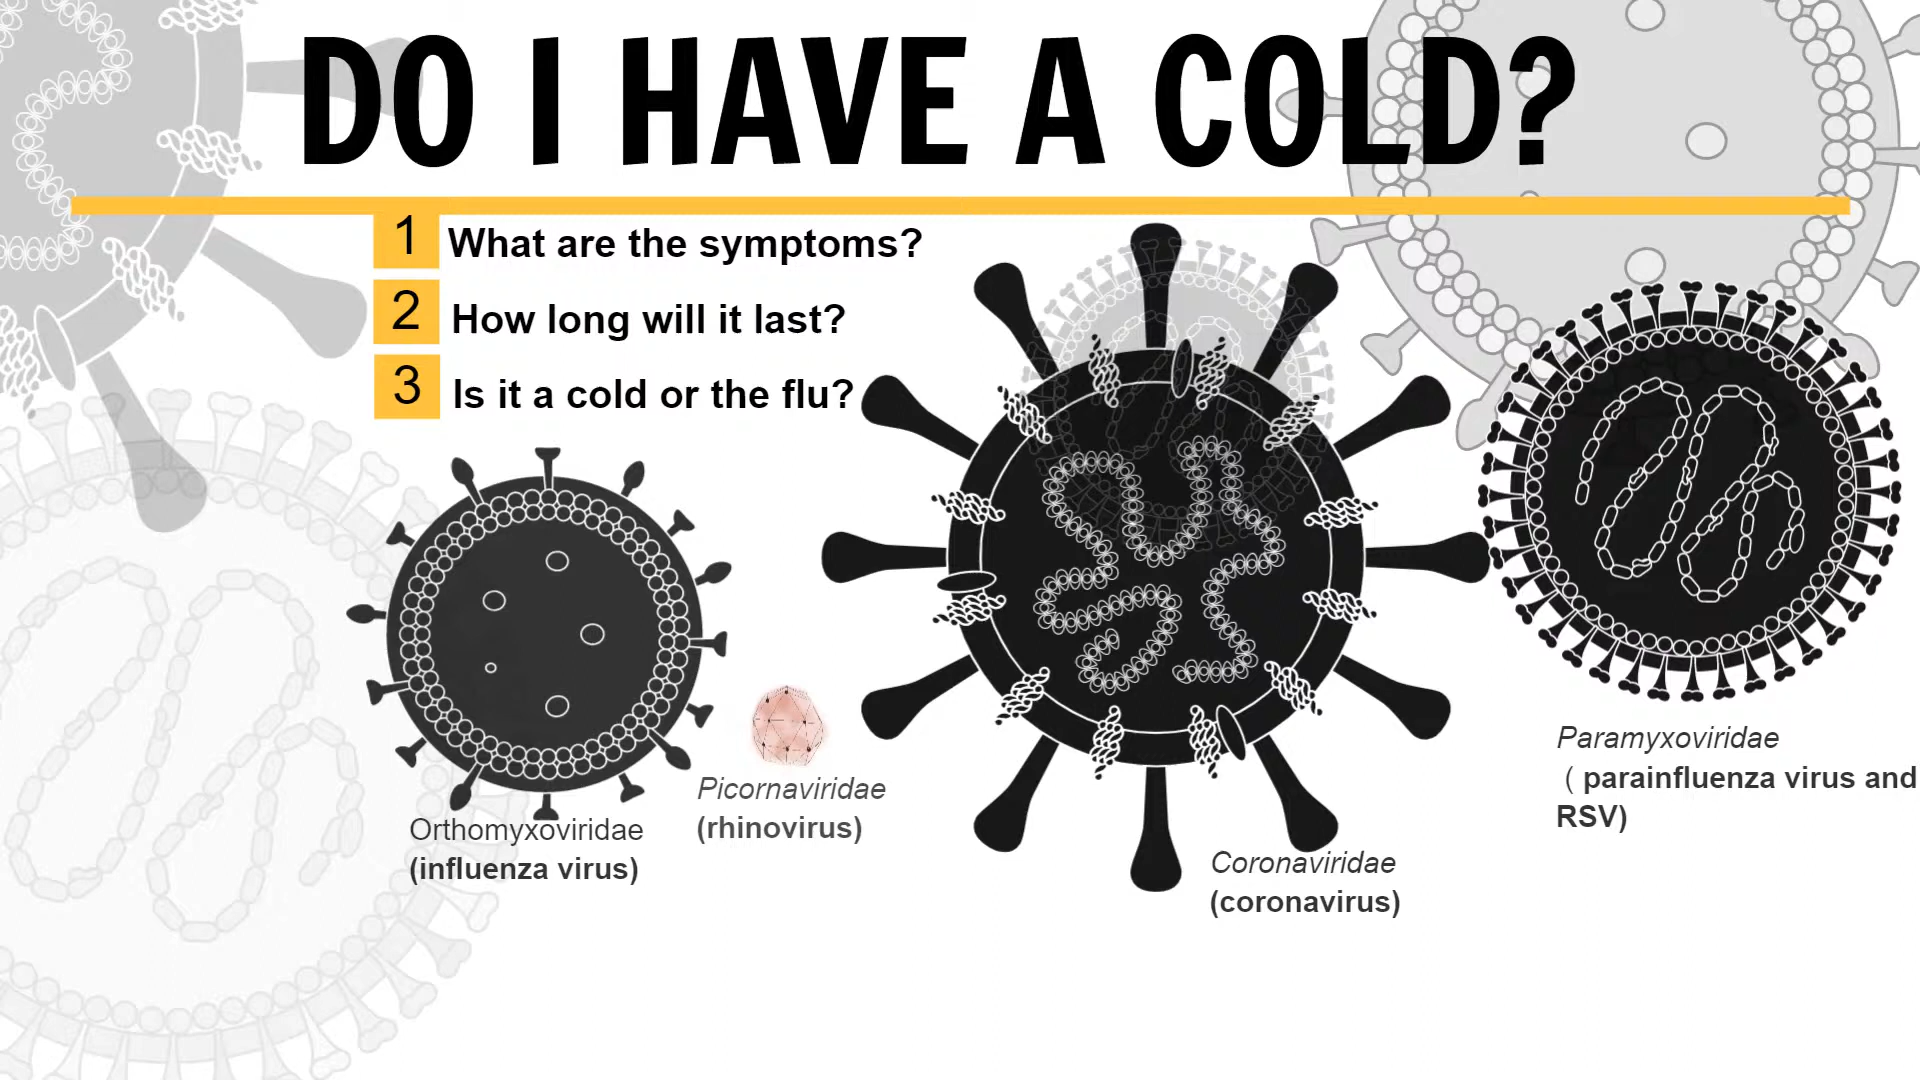 DO I HAVE A COLD?
1 What are the symptoms?
2 How long will it last?
3 Is it a cold or the flu?
Orthomyxoviridae
(influenza virus)
Picornaviridae
(rhinovirus)
Coronaviridae
(coronavirus)
Paramyxoviridae
( parainfluenza virus and
RSV)